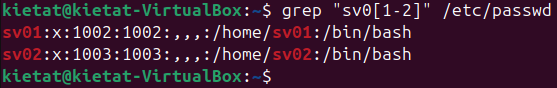 kietat@kietat-VirtualBox:~$ grep "sv0[1-2]" /etc/passwd
sv01:x:1002:1002:,,,:/home/sv01:/bin/bash
sv02:x:1003:1003:,,,:/home/sv02:/bin/bash
kietat@kietat-VirtualBox:~$